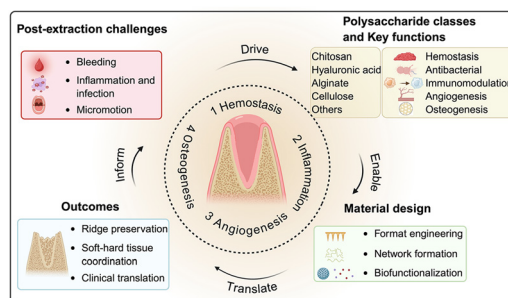 Post-extraction challenges
• Bleeding
• Inflammation and
infection
• Micromotion
Drive
Polysaccharide classes
and Key functions
Chitosan
Hyaluronic acid
Alginate
Cellulose
Others
• Hemostasis
• Antibacterial
• Immunomodulation
• Angiogenesis
• Osteogenesis
1 Hemostasis
2 Inflammation
3 Angiogenesis
4 Osteogenesis
Inform
Enable
Outcomes
• Ridge preservation
• Soft-hard tissue
coordination
• Clinical translation
Translate
Material design
• Format engineering
• Network formation
• Biofunctionalization